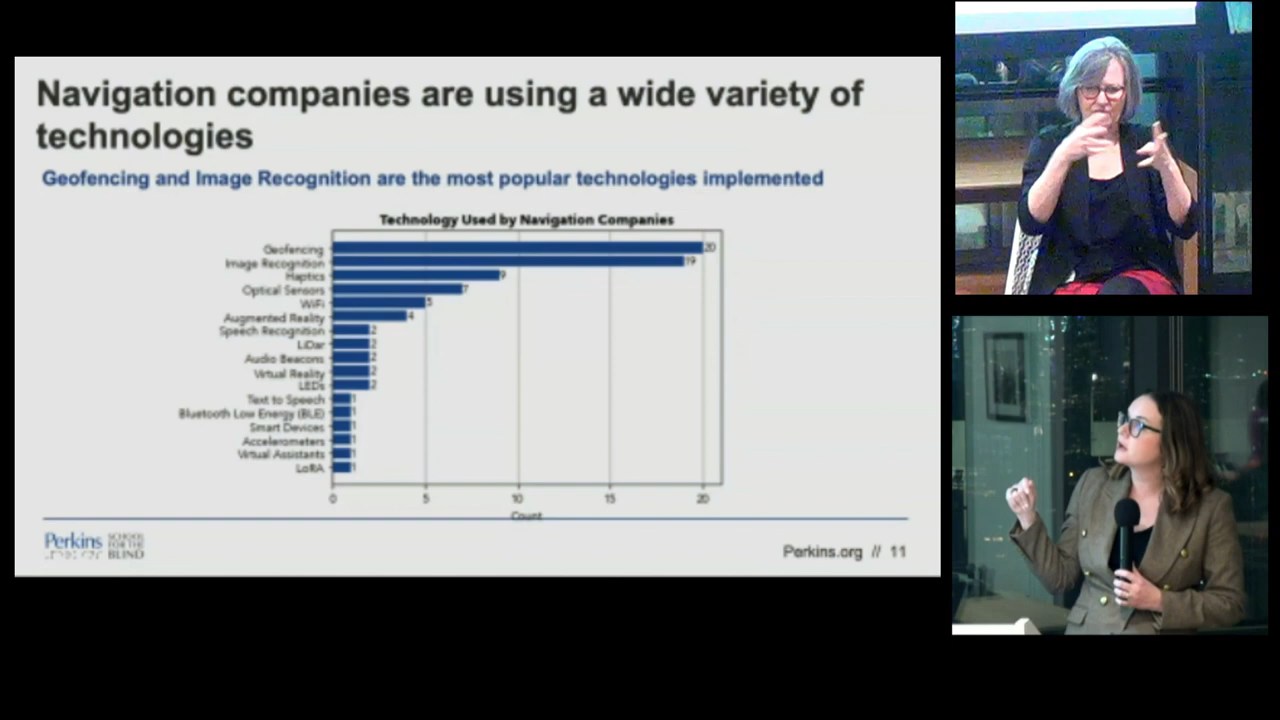 Navigation companies are using a wide variety of
technologies
Geofencing and Image Recognition are the most popular technologies implemented
Technology Used by Navigation Companies
Geofencing 20
Image Recognition 19
Haptics 9
Optical Sensors 7
WiFi 5
Augmented Reality 4
Speech Recognition 2
LiDar 2
Audio Beacons 2
Virtual Reality 2
LEDs 2
Text to Speech 1
Bluetooth Low Energy (BLE) 1
Smart Devices 1
Accelerometers 1
Virtual Assistants 1
LoRA 1
0 5 10 15 20
Count
Perkins SCHOOL
FOR THE
BLIND
Perkins.org // 11